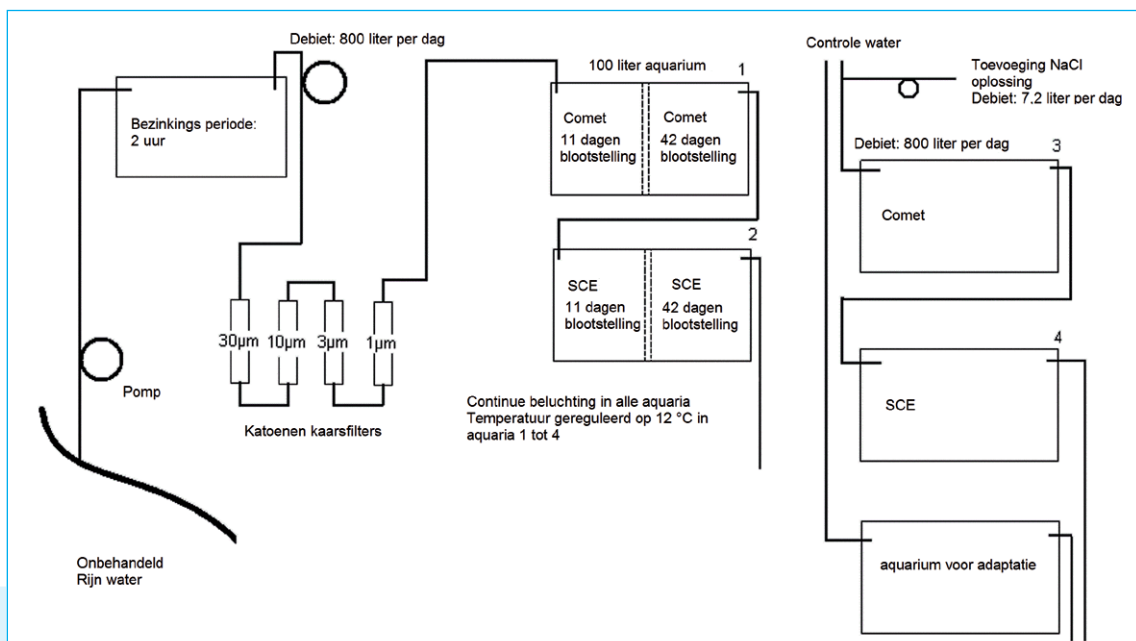 Debiet: 800 liter per dag
Bezinkings periode:
2 uur
30µm
10µm
3µm
1µm
Pomp
Katoenen kaarsfilters
Onbehandeld
Rijn water
100 liter aquarium
1
Comet
11 dagen
blootstelling
Comet
42 dagen
blootstelling
2
SCE
11 dagen
blootstelling
SCE
42 dagen
blootstelling
Continue beluchting in alle aquaria
Temperatuur gereguleerd op 12 °C in
aquaria 1 tot 4
Controle water
Toevoeging NaCl
oplossing
Debiet: 7.2 liter per dag
Debiet: 800 liter per dag
3
Comet
4
SCE
aquarium voor adaptatie